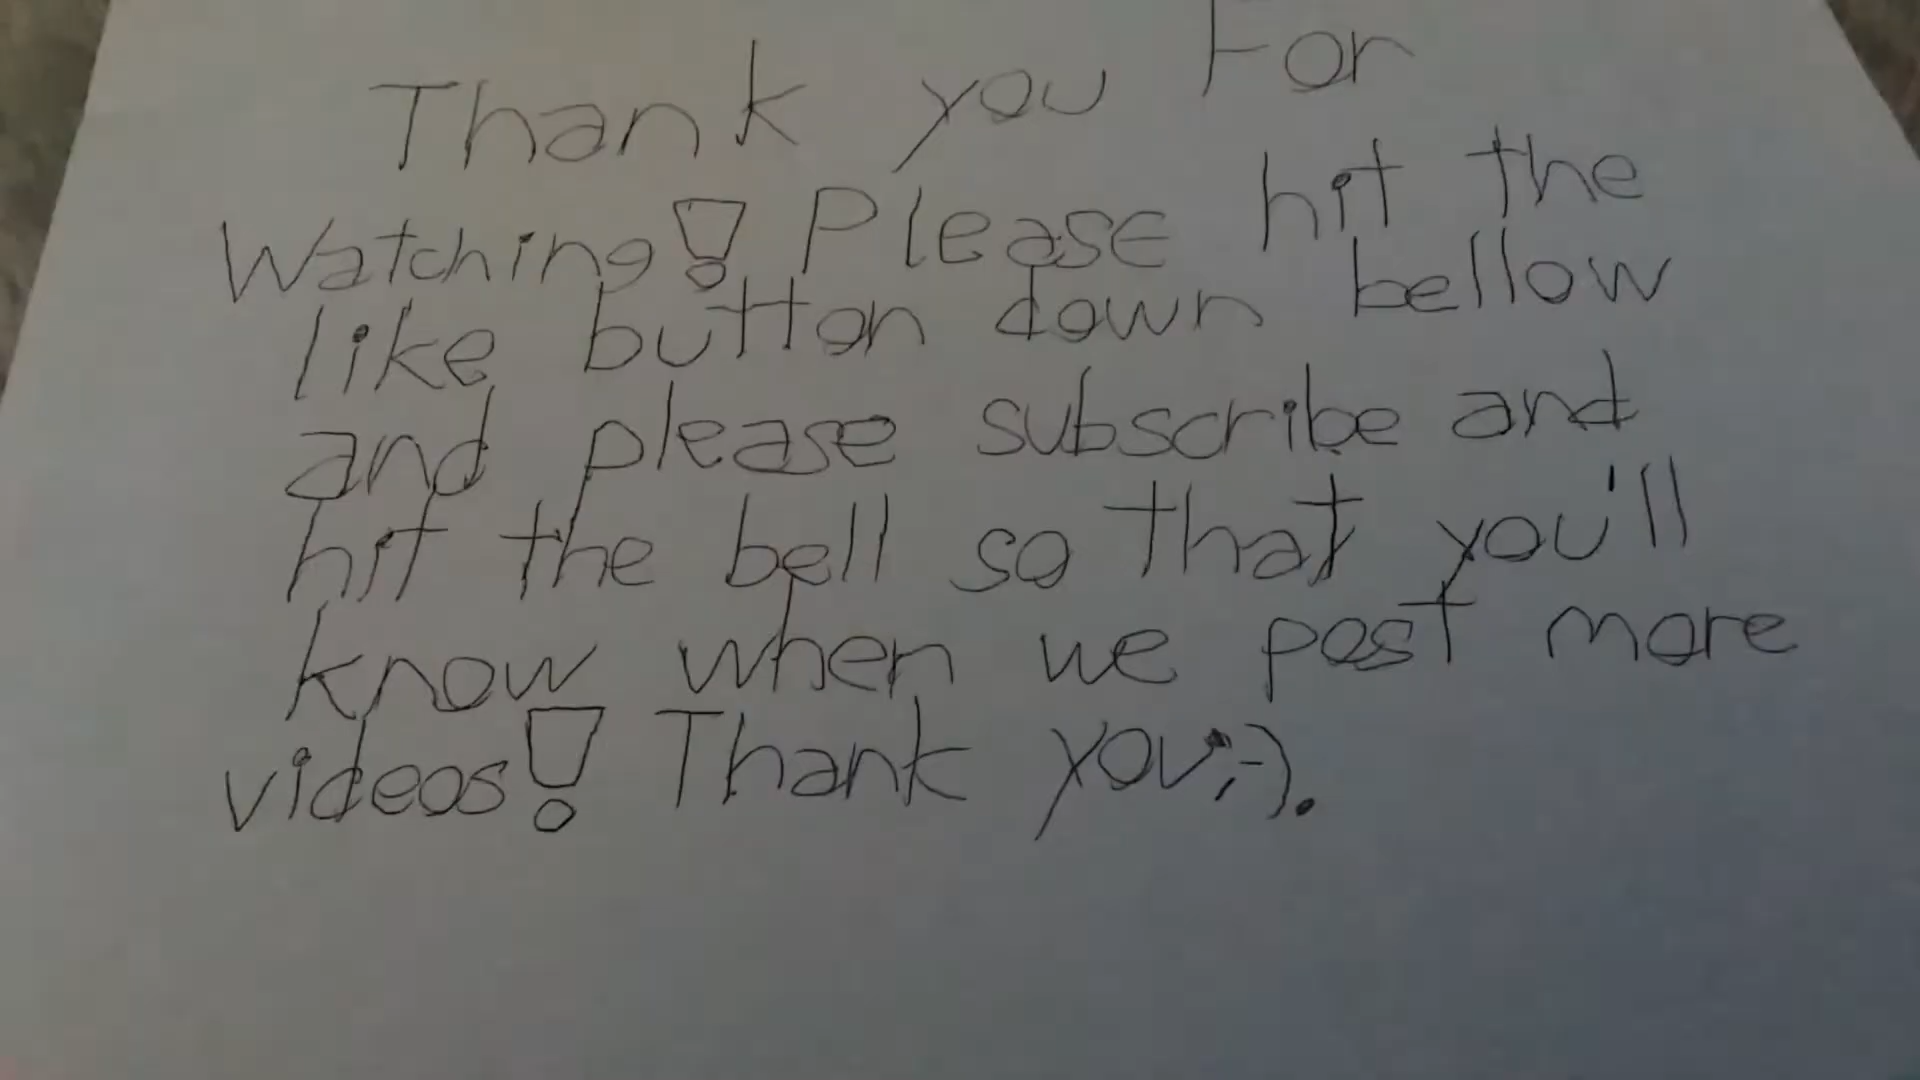 Thank you For
Watching! Please hit the
like button down bellow
and please subscribe and
hit the bell so that you'll
know when we post more
videos! Thank you;-).